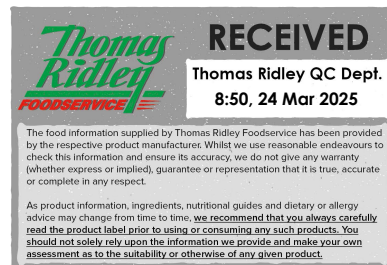 Thomas
Ridley
FOODSERVICE
RECEIVED
Thomas Ridley QC Dept.
8:50, 24 Mar 2025
The food information supplied by Thomas Ridley Foodservice has been provided
by the respective product manufacturer. Whilst we use reasonable endeavours to
check this information and ensure its accuracy, we do not give any warranty
(whether express or implied), guarantee or representation that it is true, accurate
or complete in any respect.
As product information, ingredients, nutritional guides and dietary or allergy
advice may change from time to time, we recommend that you always carefully
read the product label prior to using or consuming any such products. You
should not solely rely upon the information we provide and make your own
assessment as to the suitability or otherwise of any given product.